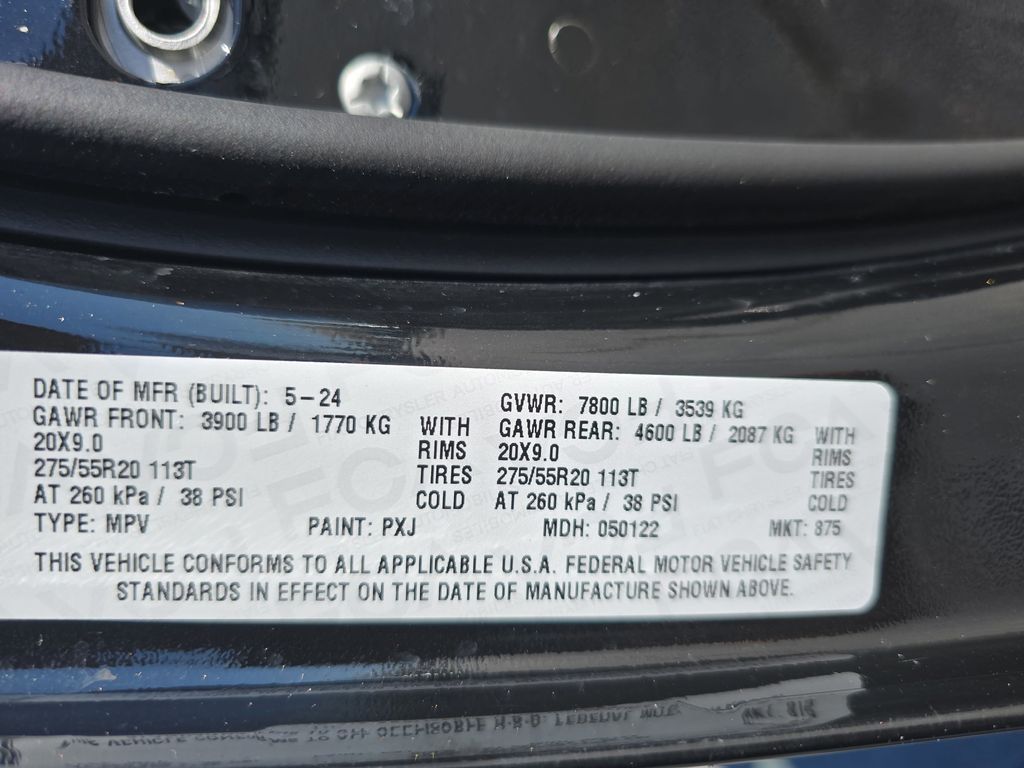 DATE OF MFR (BUILT): 5-24 GVWR: 7800 LB / 3539 KG
GAWR FRONT: 3900 LB / 1770 KG WITH GAWR REAR: 4600 LB / 2087 KG WITH
20X9.0 RIMS 20X9.0 RIMS
275/55R20 113T TIRES 275/55R20 113T TIRES
AT 260 kPa / 38 PSI COLD AT 260 kPa / 38 PSI COLD
TYPE: MPV PAINT: PXJ MDH: 050122 MKT: 875
THIS VEHICLE CONFORMS TO ALL APPLICABLE U.S.A. FEDERAL MOTOR VEHICLE SAFETY
STANDARDS IN EFFECT ON THE DATE OF MANUFACTURE SHOWN ABOVE.